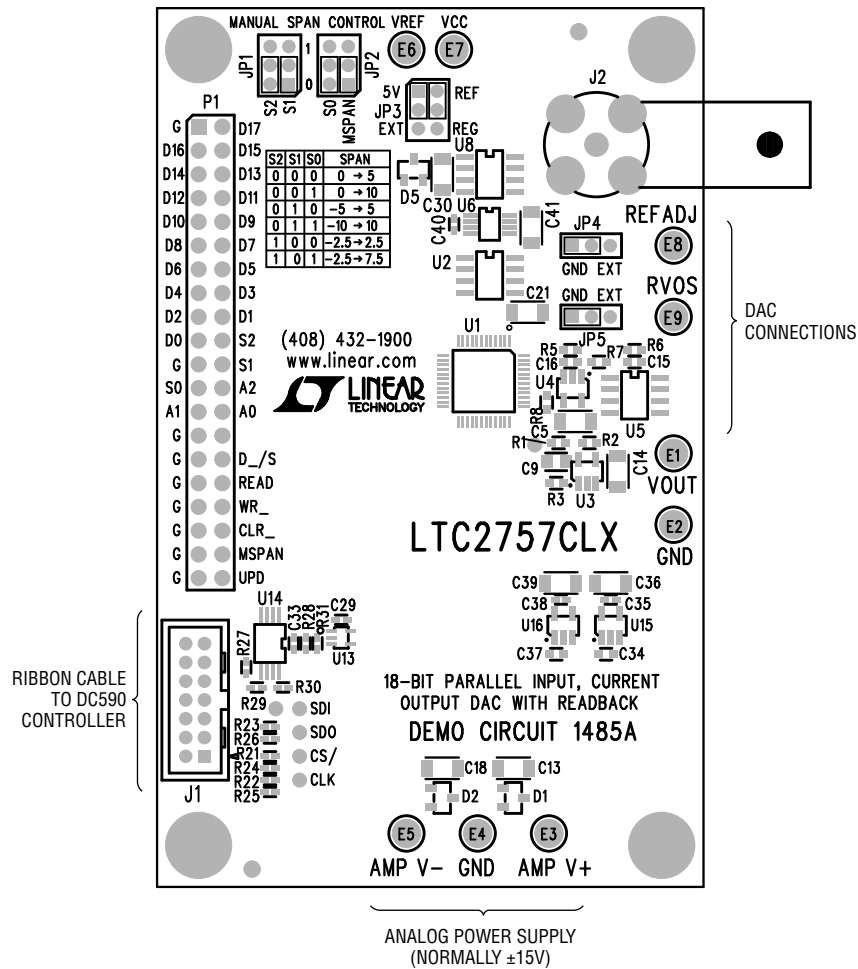 MANUAL SPAN CONTROL VREF VCC
E6 E7
JP1 1 0 JP2
S2 S1 S0 MSPAN
5V REF
JP3
EXT REG
J2
P1
G D17
D16 D15
D14 D13
D12 D11
D10 D9
D8 D7
D6 D5
D4 D3
D2 D1
D0 S2
G S1
S0 A2
A1 A0
G
G D_/S
G READ
G WR_
G CLR_
G MSPAN
G UPD
S2 S1 S0 SPAN
0 0 0 0 → 5
0 0 1 0 → 10
0 1 0 -5 → 5
0 1 1 -10 → 10
1 0 0 -2.5 → 2.5
1 0 1 -2.5 → 7.5
U8
D5
C30
U6
C40
C41
U2
JP4
GND EXT
REFADJ
E8
RVOS
E9
C21
GND EXT
JP5
U1
DAC
CONNECTIONS
(408) 432-1900
www.linear.com
LINEAR
TECHNOLOGY
R5 R7 R6
C16 C15
U4
R8
C5
U5
R1 R2
C9
C14
R3 U3
E1
VOUT
E2
GND
LTC2757CLX
C39 C36
C38 C35
U16 U15
C37 C34
U14
C33 R28 R31 C29
U13
R27
R30
R29 SDI
R23 SDO
R26
R21 CS/
R24
R22 CLK
R25
J1
RIBBON CABLE
TO DC590
CONTROLLER
18-BIT PARALLEL INPUT, CURRENT
OUTPUT DAC WITH READBACK
DEMO CIRCUIT 1485A
C18 C13
D2 D1
E5 E4 E3
AMP V- GND AMP V+
ANALOG POWER SUPPLY
(NORMALLY ±15V)